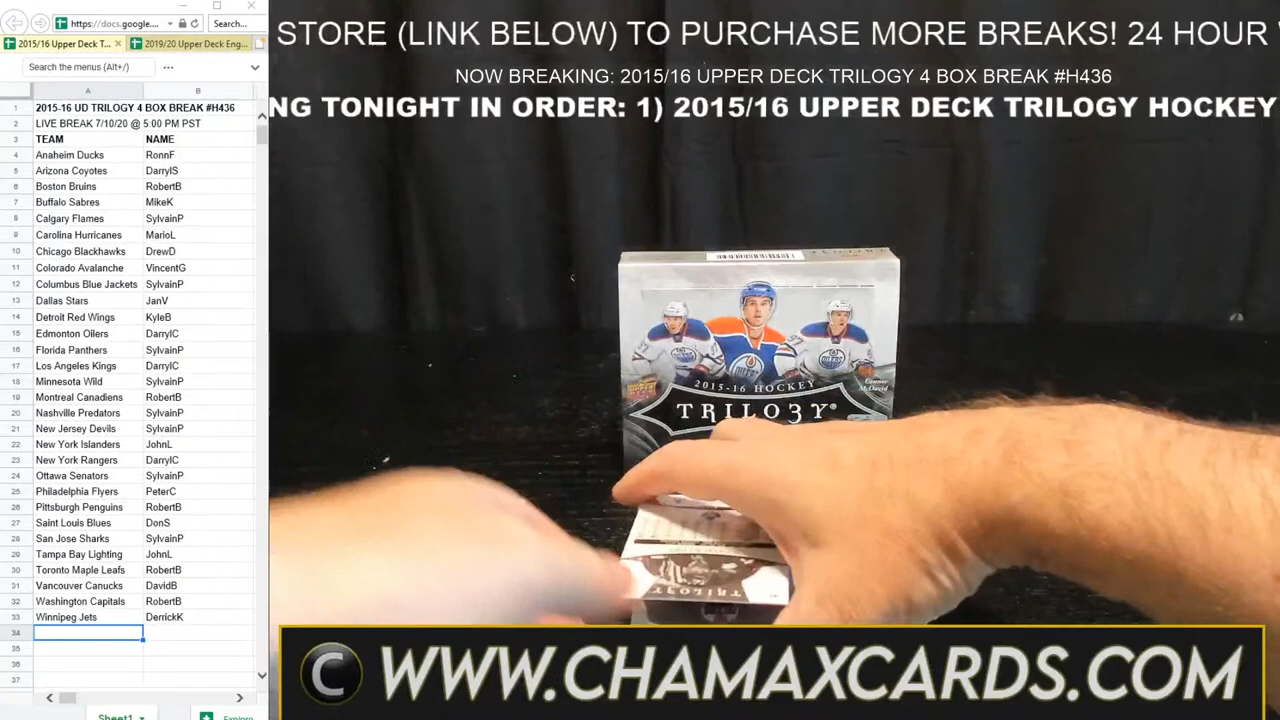 https://docs.google....
Search...
2015/16 Upper Deck T...
2019/20 Upper Deck Eng...
Search the menus (Alt+/)
A B
1 2015-16 UD TRILOGY 4 BOX BREAK #H436
2 LIVE BREAK 7/10/20 @ 5:00 PM PST
3 TEAM NAME
4 Anaheim Ducks RonnF
5 Arizona Coyotes DarrylS
6 Boston Bruins RobertB
7 Buffalo Sabres MikeK
8 Calgary Flames SylvainP
9 Carolina Hurricanes MarioL
10 Chicago Blackhawks DrewD
11 Colorado Avalanche VincentG
12 Columbus Blue Jackets SylvainP
13 Dallas Stars JanV
14 Detroit Red Wings KyleB
15 Edmonton Oilers DarrylC
16 Florida Panthers SylvainP
17 Los Angeles Kings DarrylC
18 Minnesota Wild SylvainP
19 Montreal Canadiens RobertB
20 Nashville Predators SylvainP
21 New Jersey Devils SylvainP
22 New York Islanders JohnL
23 New York Rangers DarrylC
24 Ottawa Senators SylvainP
25 Philadelphia Flyers PeterC
26 Pittsburgh Penguins RobertB
27 Saint Louis Blues DonS
28 San Jose Sharks SylvainP
29 Tampa Bay Lighting JohnL
30 Toronto Maple Leafs RobertB
31 Vancouver Canucks DavidB
32 Washington Capitals RobertB
33 Winnipeg Jets DerrickK
34
35
36
37
Sheet1
Explore
STORE (LINK BELOW) TO PURCHASE MORE BREAKS! 24 HOUR
NOW BREAKING: 2015/16 UPPER DECK TRILOGY 4 BOX BREAK #H436
NG TONIGHT IN ORDER: 1) 2015/16 UPPER DECK TRILOGY HOCKEY
2015-16 HOCKEY
TRILO3Y
Connor
McDavid
TRILOGY
C WWW.CHAMAXCARDS.COM